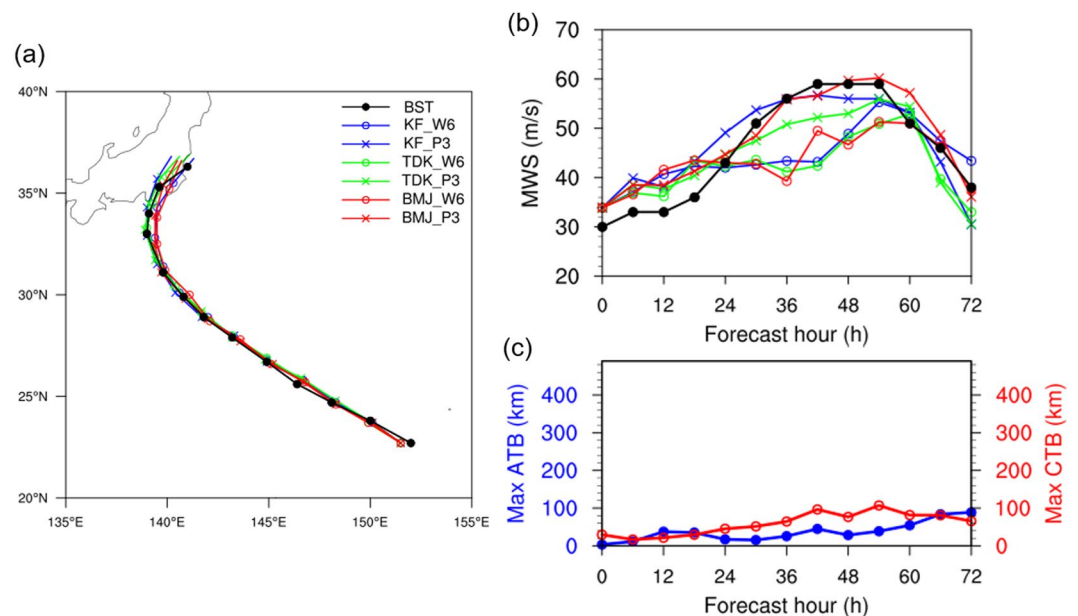 (a)
40°N
35°N
30°N
25°N
20°N
135°E
140°E
145°E
150°E
155°E
BST
KF_W6
KF_P3
TDK_W6
TDK_P3
BMJ_W6
BMJ_P3
(b)
MWS (m/s)
70
60
50
40
30
20
0
12
24
36
48
60
72
Forecast hour (h)
(c)
Max ATB (km)
400
300
200
100
0
400
300
200
100
0
Max CTB (km)
0
12
24
36
48
60
72
Forecast hour (h)